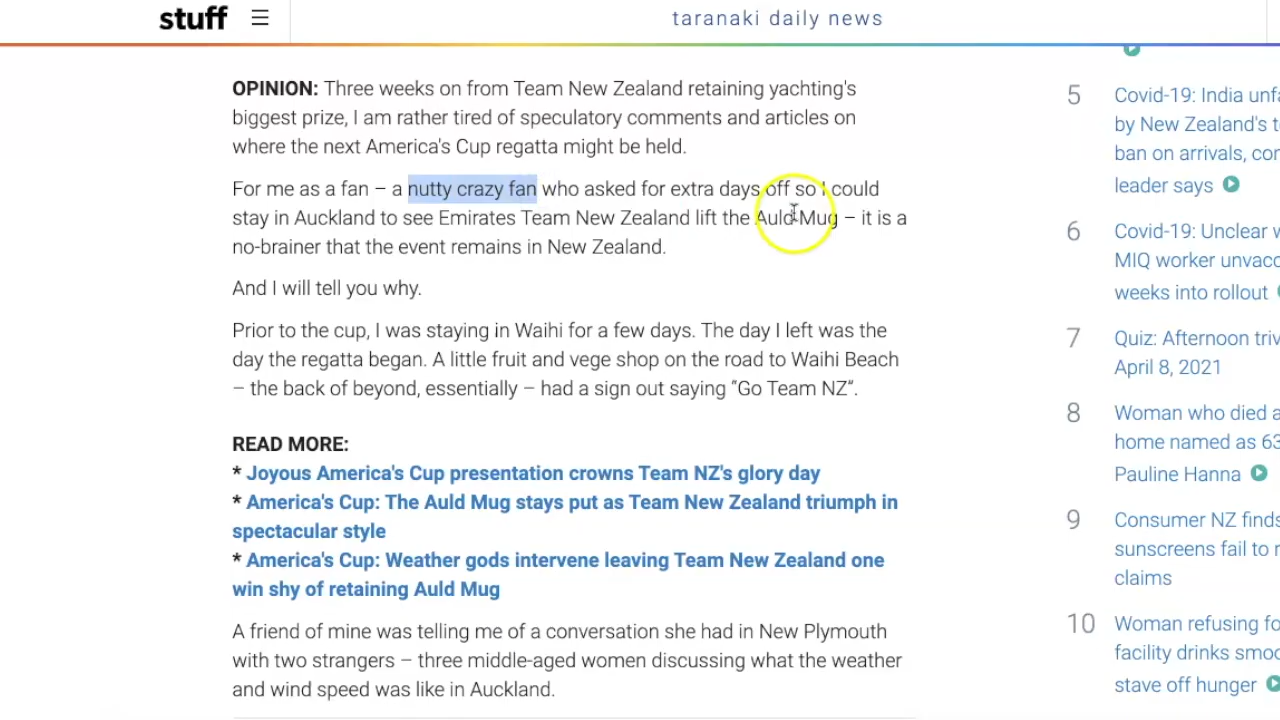 stuff
taranaki daily news
OPINION: Three weeks on from Team New Zealand retaining yachting's
biggest prize, I am rather tired of speculatory comments and articles on
where the next America's Cup regatta might be held.
For me as a fan – a nutty crazy fan who asked for extra days off so I could
stay in Auckland to see Emirates Team New Zealand lift the Auld Mug – it is a
no-brainer that the event remains in New Zealand.
And I will tell you why.
Prior to the cup, I was staying in Waihi for a few days. The day I left was the
day the regatta began. A little fruit and vege shop on the road to Waihi Beach
– the back of beyond, essentially – had a sign out saying “Go Team NZ”.
READ MORE:
* Joyous America's Cup presentation crowns Team NZ's glory day
* America's Cup: The Auld Mug stays put as Team New Zealand triumph in
spectacular style
* America's Cup: Weather gods intervene leaving Team New Zealand one
win shy of retaining Auld Mug
A friend of mine was telling me of a conversation she had in New Plymouth
with two strangers – three middle-aged women discussing what the weather
and wind speed was like in Auckland.
5 Covid-19: India
by New Zealand's
ban on arrivals,
leader says
6 Covid-19: Unclear
MIQ worker
weeks into rollout
7 Quiz: Afternoon
April 8, 2021
8 Woman who died
home named as
Pauline Hanna
9 Consumer NZ
sunscreens fail to
claims
10 Woman refusing
facility drinks
stave off hunger